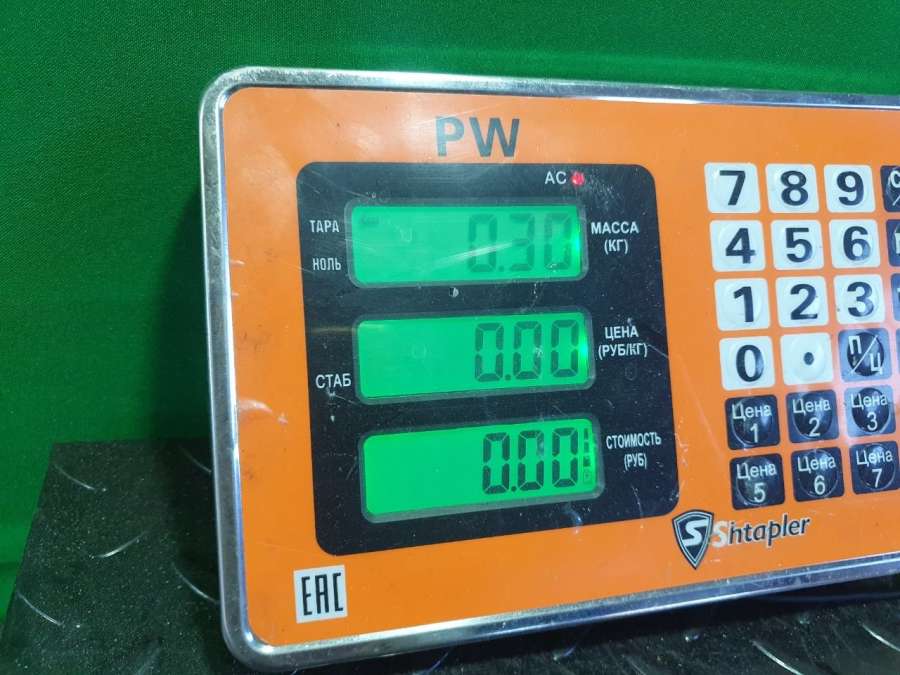 PW
AC
ТАРА
НОЛЬ
0.30
МАССА
(КГ)
0.00
ЦЕНА
(РУБ/КГ)
СТАБ
0.00
СТОИМОСТЬ
(РУБ)
7 8 9
4 5 6
1 2 3
0 . П/Ц
Цена 1 Цена 2 Цена 3
Цена 5 Цена 6 Цена 7
S Shtapler
EAC